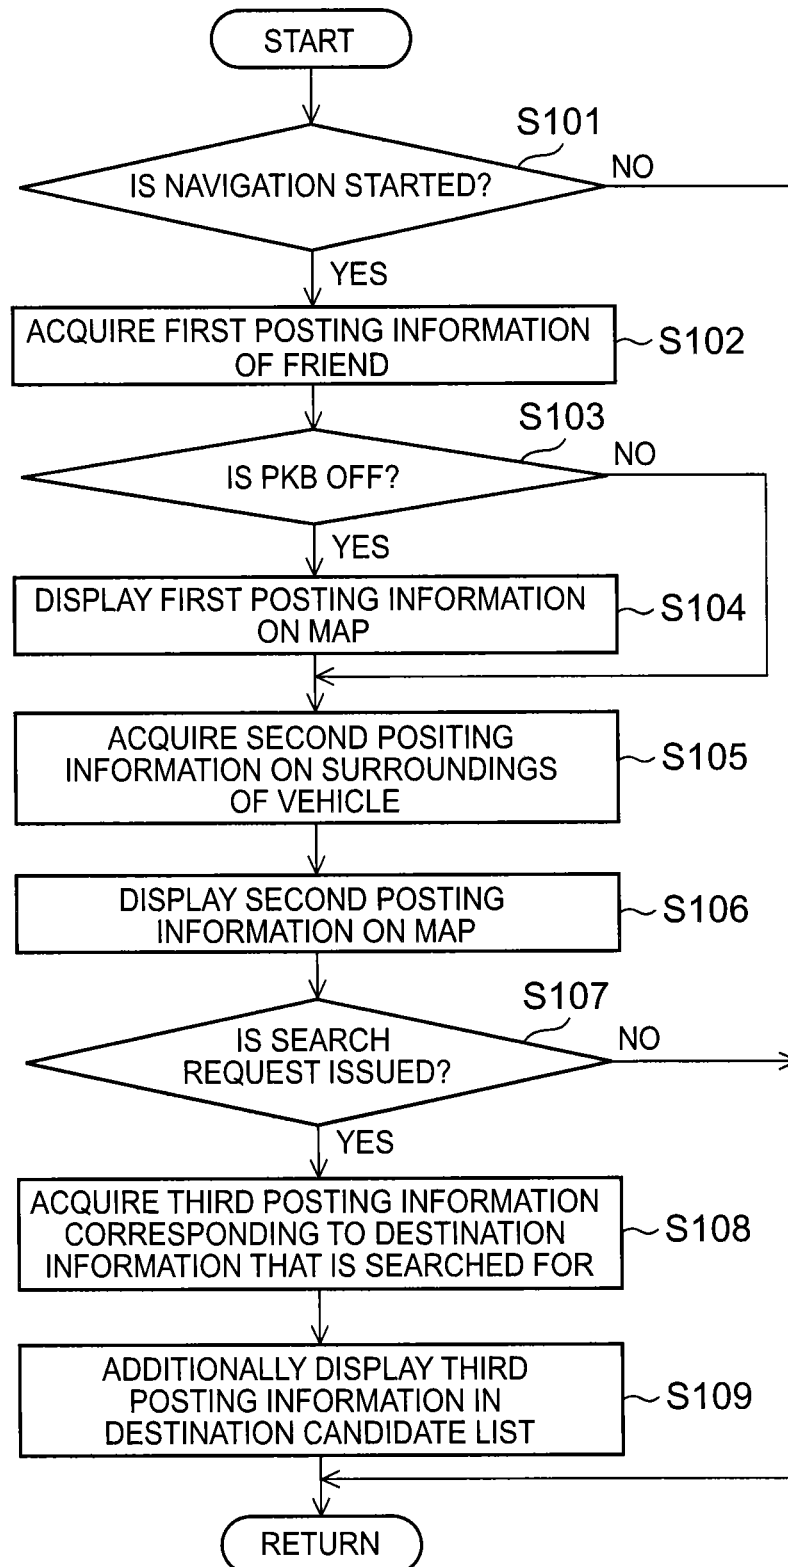 START
S101
IS NAVIGATION STARTED?
NO
YES
ACQUIRE FIRST POSTING INFORMATION
OF FRIEND
S102
S103
IS PKB OFF?
NO
YES
DISPLAY FIRST POSTING INFORMATION
ON MAP
S104
ACQUIRE SECOND POSITING
INFORMATION ON SURROUNDINGS
OF VEHICLE
S105
DISPLAY SECOND POSTING
INFORMATION ON MAP
S106
S107
IS SEARCH
REQUEST ISSUED?
NO
YES
ACQUIRE THIRD POSTING INFORMATION
CORRESPONDING TO DESTINATION
INFORMATION THAT IS SEARCHED FOR
S108
ADDITIONALLY DISPLAY THIRD
POSTING INFORMATION IN
DESTINATION CANDIDATE LIST
S109
RETURN